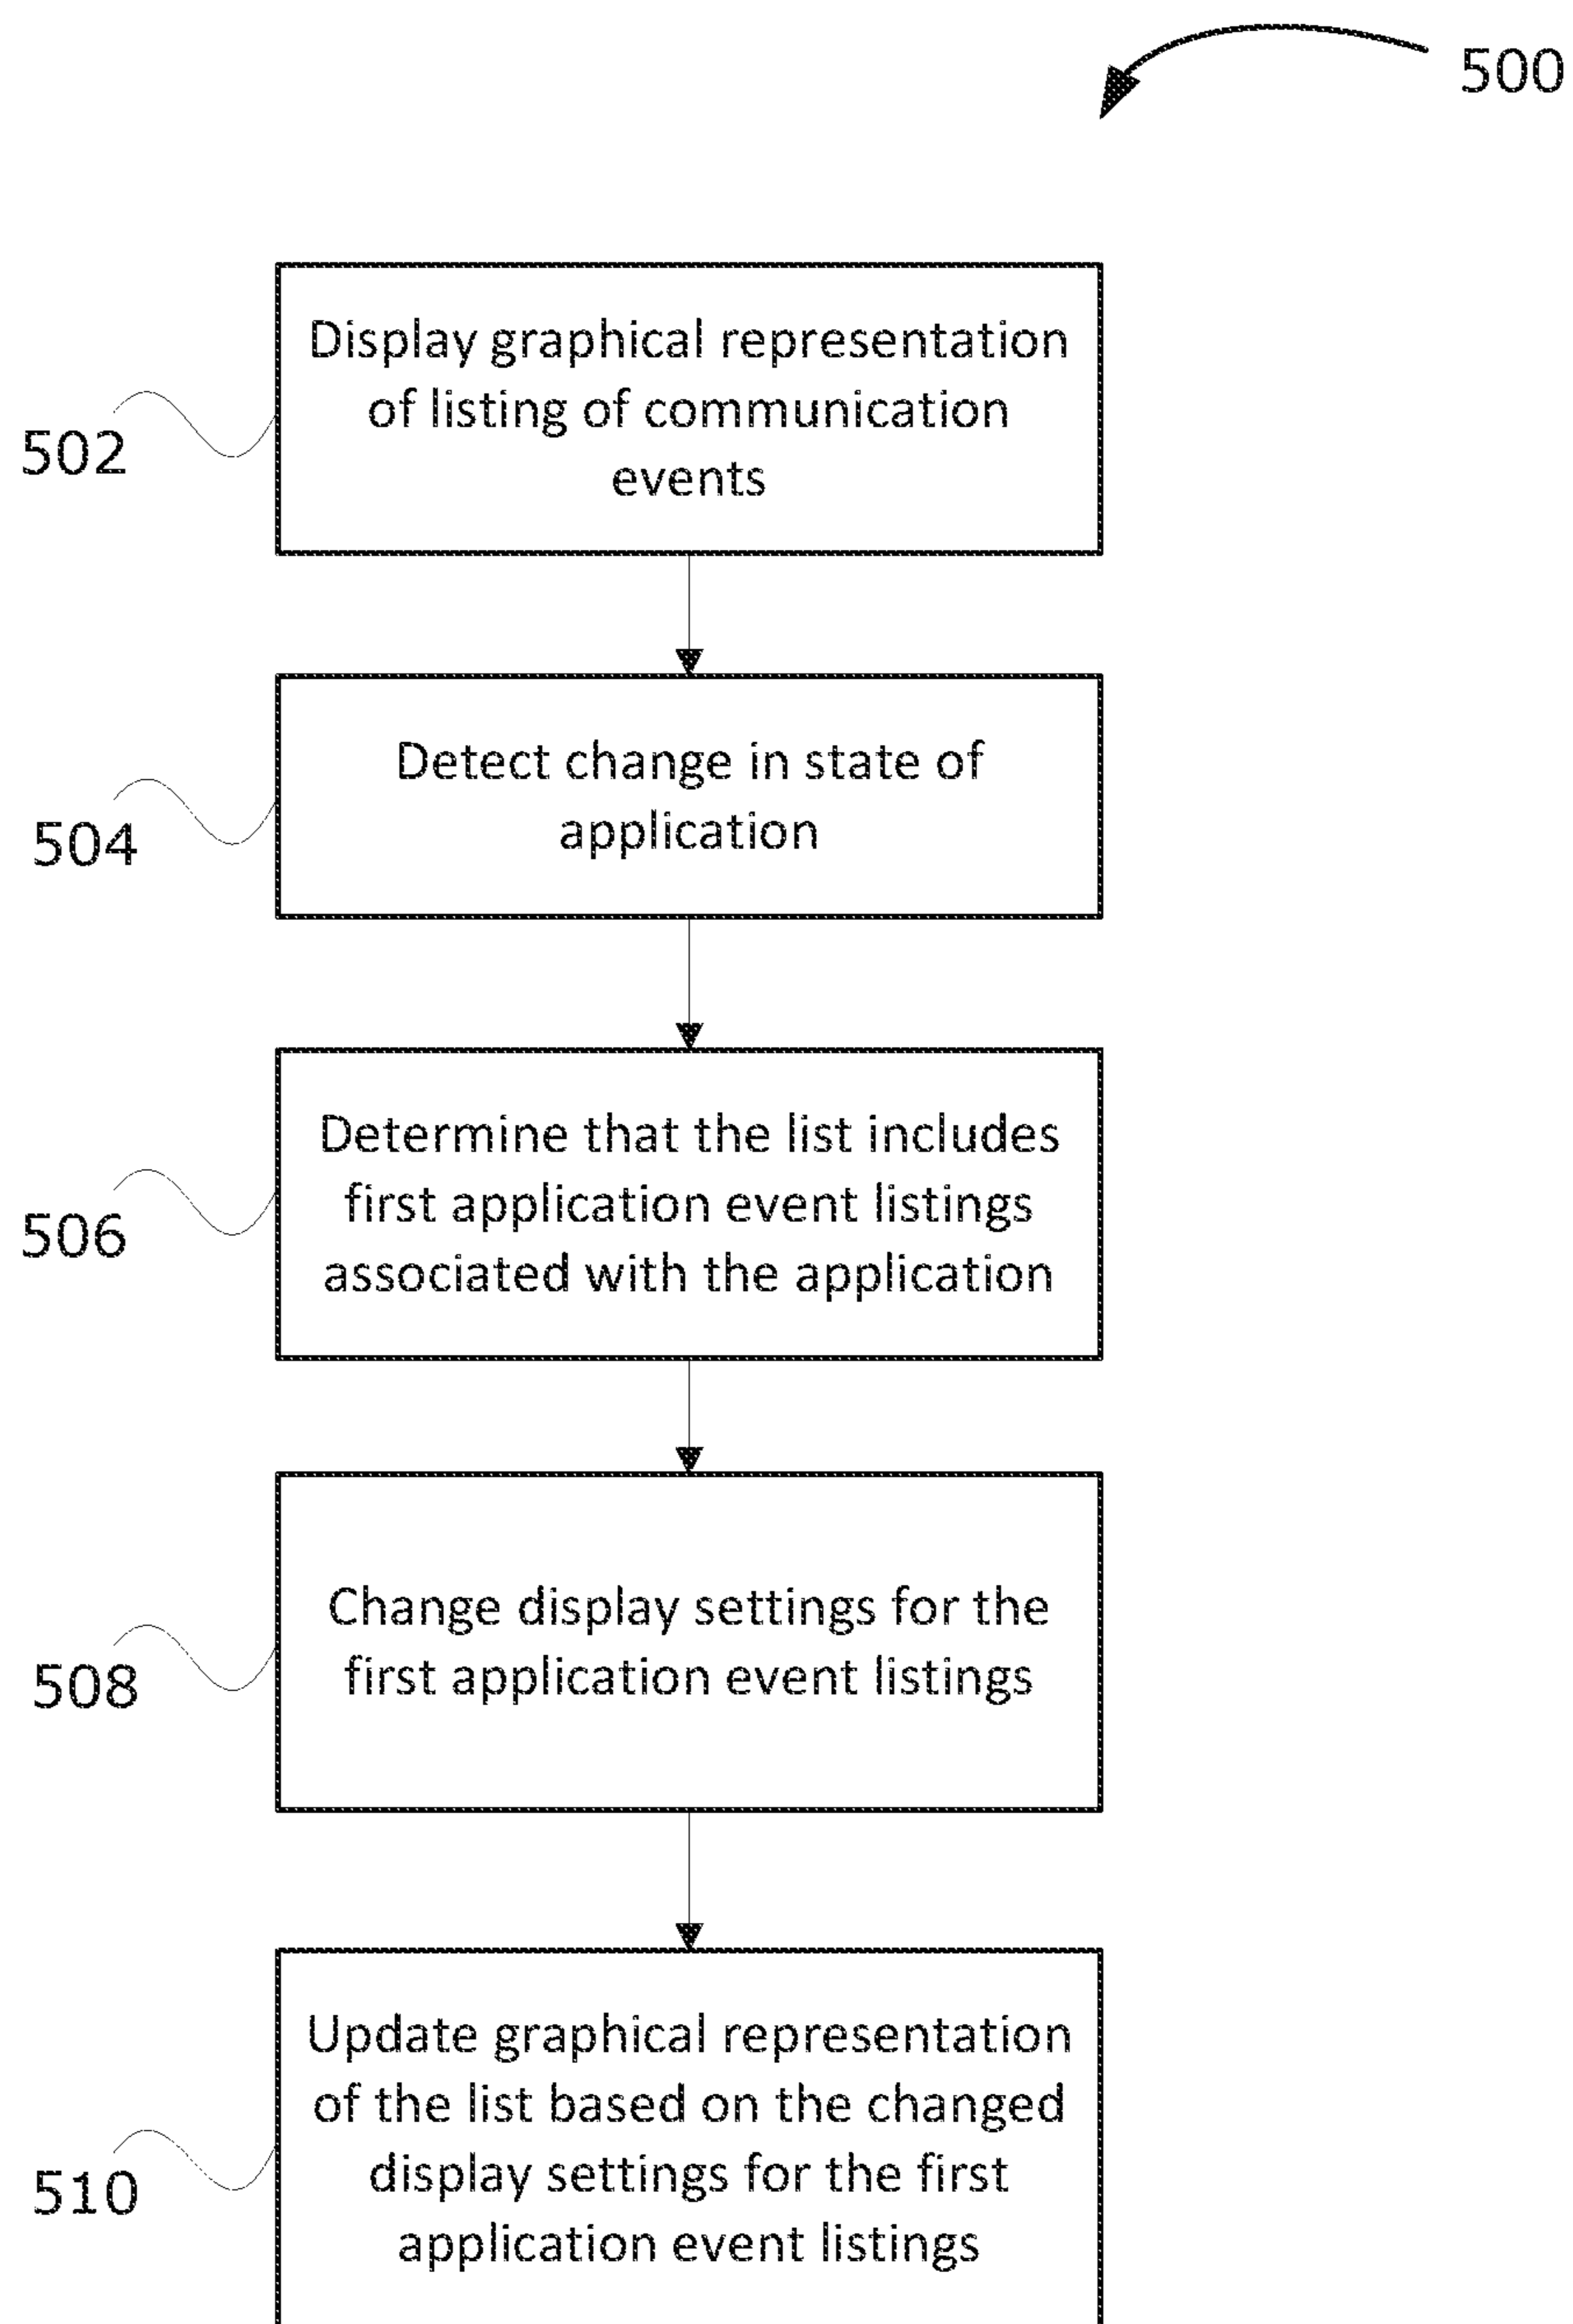 500
Display graphical representation
of listing of communication
events
502
Detect change in state of
application
504
Determine that the list includes
first application event listings
associated with the application
506
Change display settings for the
first application event listings
508
Update graphical representation
of the list based on the changed
display settings for the first
application event listings
510